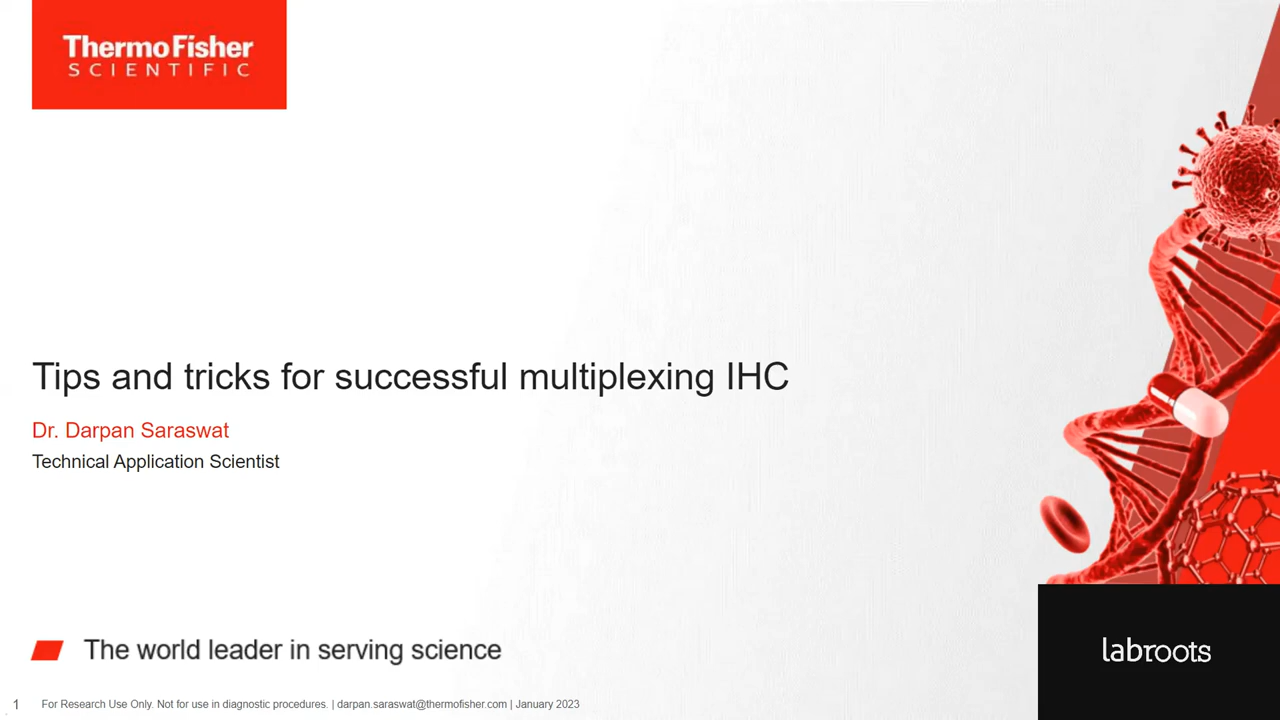 ThermoFisher
SCIENTIFIC
Tips and tricks for successful multiplexing IHC
Dr. Darpan Saraswat
Technical Application Scientist
The world leader in serving science
labroots
1 For Research Use Only. Not for use in diagnostic procedures. | darpan.saraswat@thermofisher.com | January 2023